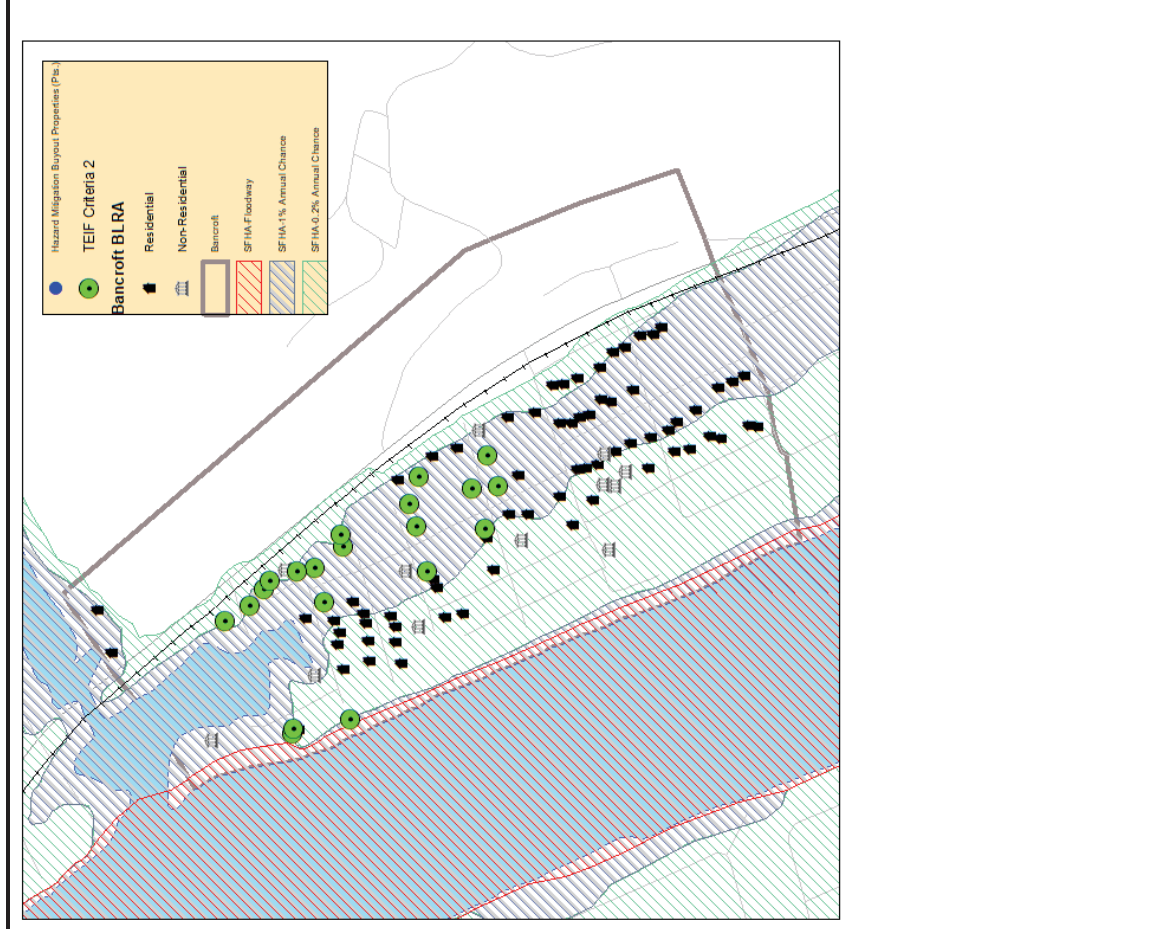 Hazard Mitigation Buyout Properties (Pts.)
TEIF Criteria 2
Bancroft BLRA
Residential
Non-Residential
Bancroft
SFHA-Floodway
SFHA-1% Annual Chance
SFHA-0.2% Annual Chance